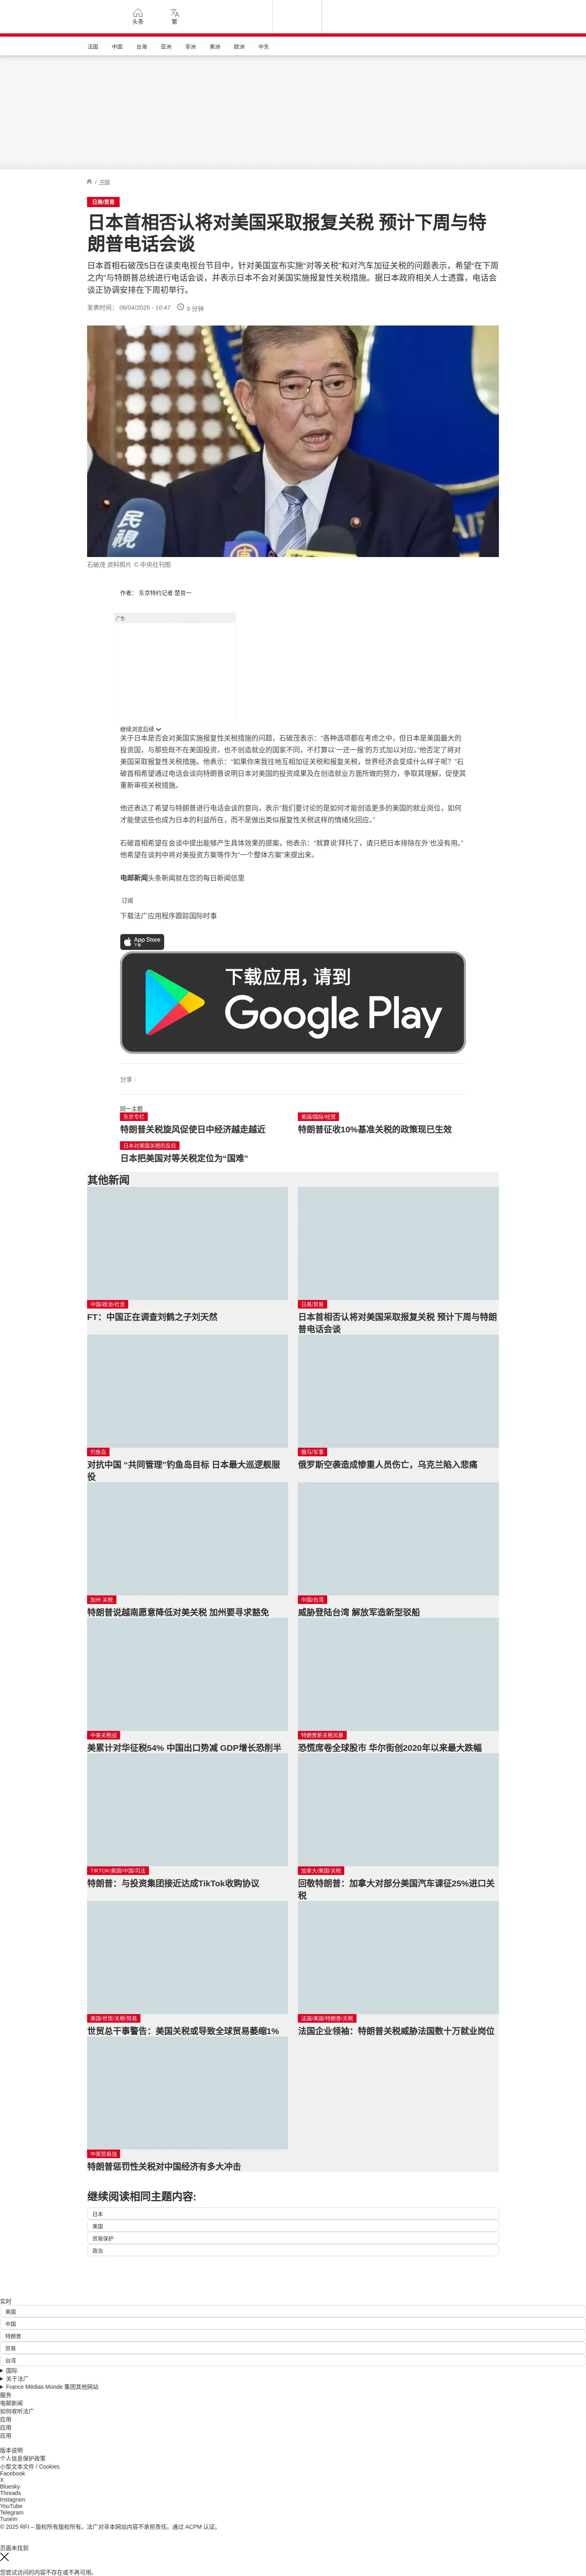 头条
繁
法国 中国 台海 亚洲 非洲 美洲 欧洲 中东
/ 中国
日美/贸易
日本首相否认将对美国采取报复关税 预计下周与特
朗普电话会谈
日本首相石破茂5日在读卖电视台节目中，针对美国宣布实施“对等关税”和对汽车加征关税的问题表示，希望“在下周
之内”与特朗普总统进行电话会谈，并表示日本不会对美国实施报复性关税措施。据日本政府相关人士透露，电话会
谈正协调安排在下周初举行。
发表时间： 06/04/2025 - 10:47 3 分钟
民視
石破茂 资料照片 © 中央社刊图
作者： 东京特约记者 楚良一
广告
继续浏览后续
关于日本是否会对美国实施报复性关税措施的问题，石破茂表示：“各种选项都在考虑之中，但日本是美国最大的
投资国，与那些既不在美国投资，也不创造就业的国家不同，不打算以‘一还一报’的方式加以对应。”他否定了将对
美国采取报复性关税措施。他表示：“如果你来我往地互相加征关税和报复关税，世界经济会变成什么样子呢？”石
破首相希望通过电话会谈向特朗普说明日本对美国的投资成果及在创造就业方面所做的努力，争取其理解，促使其
重新审视关税措施。
他还表达了希望与特朗普进行电话会谈的意向，表示“我们要讨论的是如何才能创造更多的美国的就业岗位，如何
才能使这些也成为日本的利益所在，而不是做出类似报复性关税这样的情绪化回应。”
石破首相希望在会谈中提出能够产生具体效果的提案，他表示：“就算说‘拜托了，请只把日本排除在外’也没有用。”
他希望在谈判中将对美投资方案等作为“一个整体方案”来提出来。
电邮新闻头条新闻就在您的每日新闻信里
订阅
下载法广应用程序跟踪国际时事
App Store
下载
下载应用，请到
Google Play
分享 :
同一主题
东京专栏
特朗普关税旋风促使日中经济越走越近
美国/国际/经贸
特朗普征收10%基准关税的政策现已生效
日本对美国关税的反应
日本把美国对等关税定位为“国难”
其他新闻
中国/政治/社会
FT：中国正在调查刘鹤之子刘天然
日美/贸易
日本首相否认将对美国采取报复关税 预计下周与特朗
普电话会谈
钓鱼岛
对抗中国 “共同管理”钓鱼岛目标 日本最大巡逻舰服
役
俄乌/军事
俄罗斯空袭造成惨重人员伤亡，乌克兰陷入悲痛
加州 关税
特朗普说越南愿意降低对美关税 加州要寻求豁免
中国/台湾
威胁登陆台湾 解放军造新型驳船
中美关税战
美累计对华征税54% 中国出口势减 GDP增长恐削半
特朗普新关税风暴
恐慌席卷全球股市 华尔街创2020年以来最大跌幅
TIKTOK/美国/中国/司法
特朗普：与投资集团接近达成TikTok收购协议
加拿大/美国/关税
回敬特朗普：加拿大对部分美国汽车课征25%进口关
税
美国/世贸/关税/贸易
世贸总干事警告：美国关税或导致全球贸易萎缩1%
法国/美国/特朗普/关税
法国企业领袖：特朗普关税威胁法国数十万就业岗位
中美贸易战
特朗普惩罚性关税对中国经济有多大冲击
继续阅读相同主题内容:
日本
美国
贸易保护
政治
实时
美国
中国
特朗普
贸易
台湾
国际
关于法广
France Médias Monde 集团其他网站
服务
电邮新闻
如何收听法广
应用
应用
应用
版本说明
个人信息保护政策
小型文本文件 / Cookies
Facebook
X
Bluesky
Threads
Instagram
YouTube
Telegram
TuneIn
© 2025 RFI – 版权所有版权所有。法广对非本网站内容不承担责任。通过 ACPM 认证。
页面未找到
您尝试访问的内容不存在或不再可用。